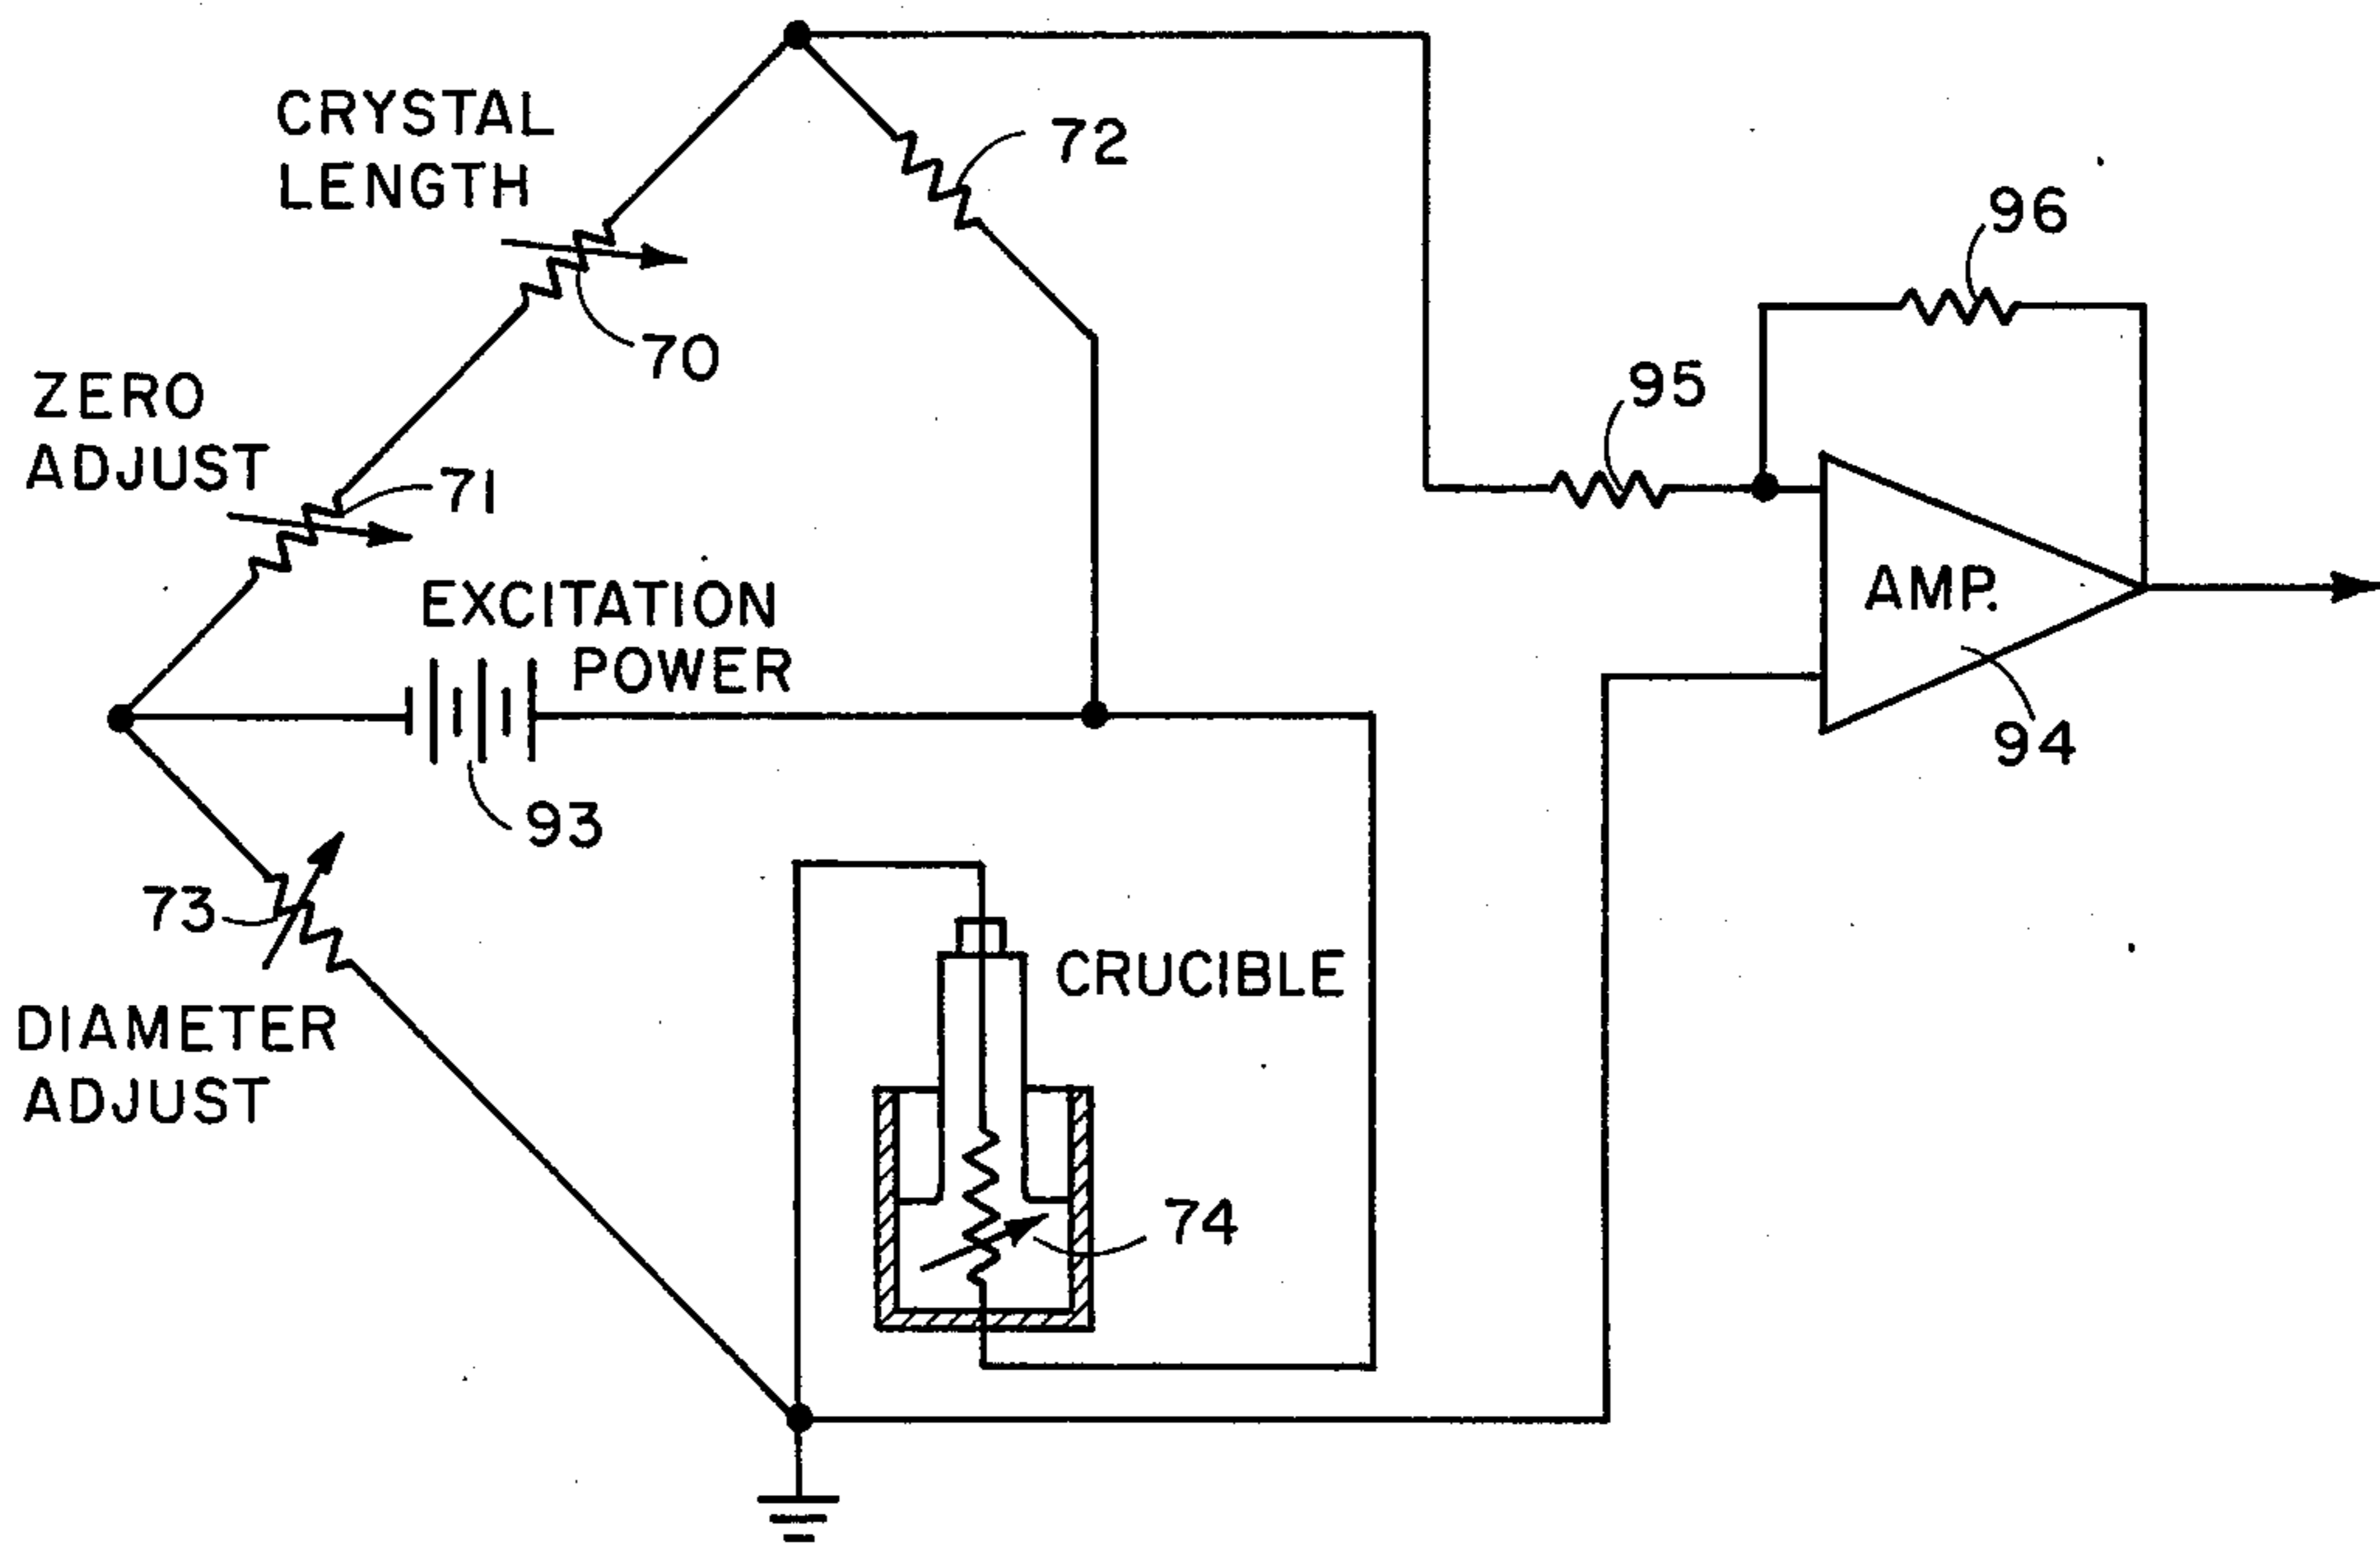 CRYSTAL
LENGTH
72
96
70
95
ZERO
ADJUST
71
EXCITATION
POWER
AMP.
94
93
73
CRUCIBLE
DIAMETER
ADJUST
74